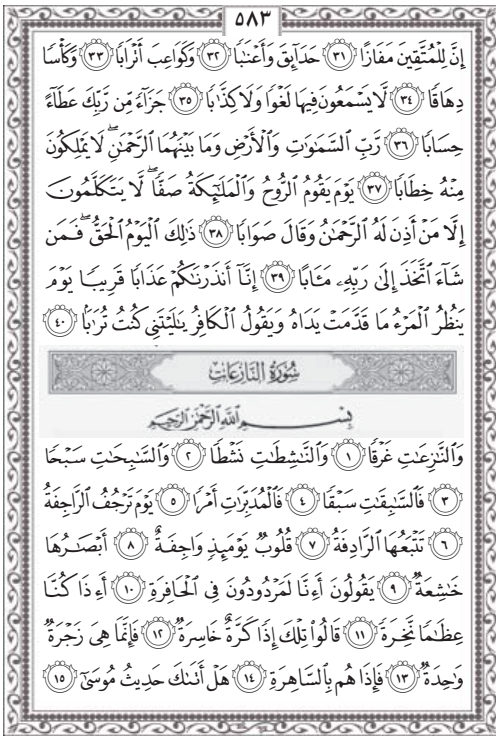 ٥٨٣
إِنَّ لِلْمُتَّقِينَ مَفَازًا ٣١ حَدَآئِقَ وَأَعْنَٰبًا ٣٢ وَكَوَاعِبَ أَتْرَابًا ٣٣ وَكَأْسًا
دِهَاقًا ٣٤ لَّا يَسْمَعُونَ فِيهَا لَغْوًا وَلَا كِذَّٰبًا ٣٥ جَزَآءً مِّن رَّبِّكَ عَطَآءً
حِسَابًا ٣٦ رَّبِّ ٱلسَّمَٰوَٰتِ وَٱلْأَرْضِ وَمَا بَيْنَهُمَا ٱلرَّحْمَٰنِ ۖ لَا يَمْلِكُونَ
مِنْهُ خِطَابًا ٣٧ يَوْمَ يَقُومُ ٱلرُّوحُ وَٱلْمَلَٰٓئِكَةُ صَفًّا ۖ لَّا يَتَكَلَّمُونَ
إِلَّا مَنْ أَذِنَ لَهُ ٱلرَّحْمَٰنُ وَقَالَ صَوَابًا ٣٨ ذَٰلِكَ ٱلْيَوْمُ ٱلْحَقُّ ۖ فَمَن
شَآءَ ٱتَّخَذَ إِلَىٰ رَبِّهِۦ مَـَٔابًا ٣٩ إِنَّآ أَنذَرْنَٰكُمْ عَذَابًا قَرِيبًا يَوْمَ
يَنظُرُ ٱلْمَرْءُ مَا قَدَّمَتْ يَدَاهُ وَيَقُولُ ٱلْكَافِرُ يَٰلَيْتَنِى كُنتُ تُرَٰبًۢا ٤٠
سُورَةُ النَّازِعَاتِ
بِسْمِ ٱللَّهِ ٱلرَّحْمَٰنِ ٱلرَّحِيمِ
وَٱلنَّٰزِعَٰتِ غَرْقًا ١ وَٱلنَّٰشِطَٰتِ نَشْطًا ٢ وَٱلسَّٰبِحَٰتِ سَبْحًا
٣ فَٱلسَّٰبِقَٰتِ سَبْقًا ٤ فَٱلْمُدَبِّرَٰتِ أَمْرًا ٥ يَوْمَ تَرْجُفُ ٱلرَّاجِفَةُ
٦ تَتْبَعُهَا ٱلرَّادِفَةُ ٧ قُلُوبٌ يَوْمَئِذٍ وَاجِفَةٌ ٨ أَبْصَٰرُهَا
خَٰشِعَةٌ ٩ يَقُولُونَ أَءِنَّا لَمَرْدُودُونَ فِى ٱلْحَافِرَةِ ١٠ أَءِذَا كُنَّا
عِظَٰمًا نَّخِرَةً ١١ قَالُوا۟ تِلْكَ إِذًا كَرَّةٌ خَاسِرَةٌ ١٢ فَإِنَّمَا هِىَ زَجْرَةٌ
وَٰحِدَةٌ ١٣ فَإِذَا هُم بِٱلسَّاهِرَةِ ١٤ هَلْ أَتَىٰكَ حَدِيثُ مُوسَىٰٓ ١٥